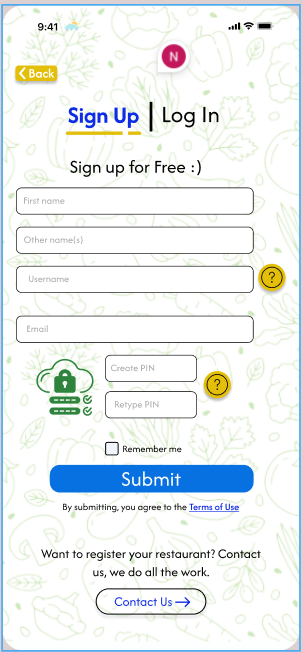 9:41
N
Back
Sign Up | Log In
Sign up for Free :)
First name
Other name(s)
Username
?
Email
Create PIN
?
Retype PIN
Remember me
Submit
By submitting, you agree to the Terms of Use
Want to register your restaurant? Contact
us, we do all the work.
Contact Us